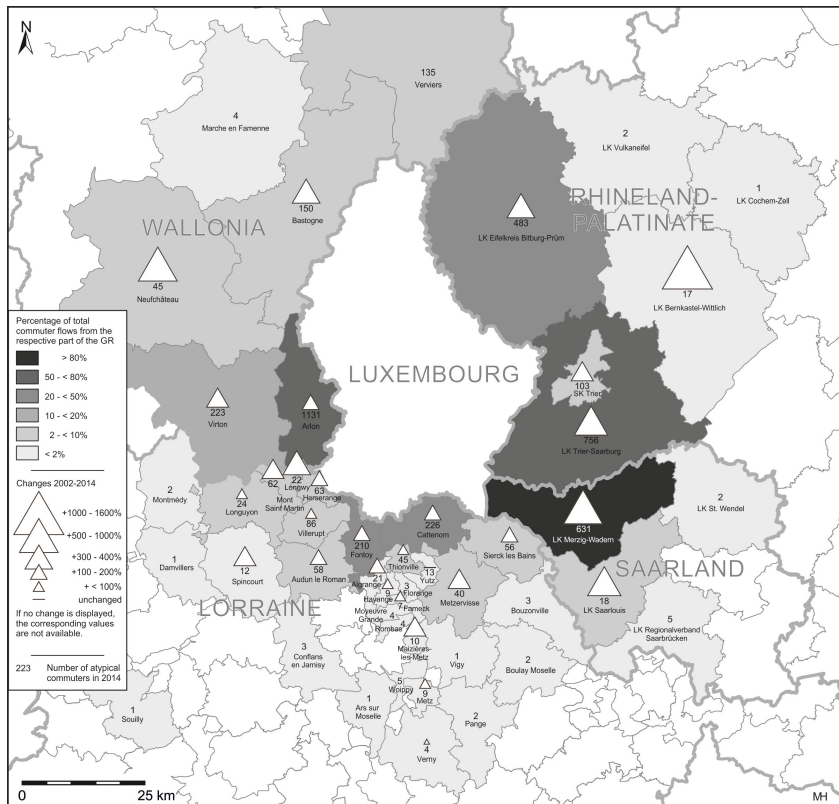 N
135
Verviers
4
Marche en Famenne
2
LK Vulkaneifel
1
LK Cochem-Zell
RHINELAND-
PALATINATE
150
Bastogne
483
LK Eifelkreis Bitburg-Prüm
WALLONIA
45
Neufchâteau
17
LK Bernkastel-Wittlich
Percentage of total
commuter flows from the
respective part of the GR
> 80%
50 - < 80%
20 - < 50%
10 - < 20%
2 - < 10%
< 2%
Changes 2002-2014
+1000 - 1600%
+500 - 1000%
+300 - 400%
+100 - 200%
+ < 100%
unchanged
If no change is displayed,
the corresponding values
are not available.
223 Number of atypical
commuters in 2014
LUXEMBOURG
223
Virton
1131
Arlon
103
SK Trier
756
LK Trier-Saarburg
2
Montmédy
62
Mont
Saint Martin
22
Longwy
63
Herserange
24
Longuyon
86
Villerupt
631
LK Merzig-Wadern
2
LK St. Wendel
1
Damvillers
12
Spincourt
58
Audun le Roman
210
Fontoy
226
Cattenom
56
Sierck les Bains
SAARLAND
18
LK Saarlouis
LORRAINE
45
Thionville
21
Algrange
13
Yutz
9
Hayange
3
Florange
7
Fameck
40
Metzervisse
Moyeuvre
Grande
4
Rombas
4
3
Bouzonville
5
LK Regionalverband
Saarbrücken
10
Maizières-
les-Metz
3
Conflans
en Jarnisy
1
Vigy
2
Boulay Moselle
1
Souilly
1
Ars sur
Moselle
5
Woippy
9
Metz
2
Pange
4
Verny
0 25 km
MH